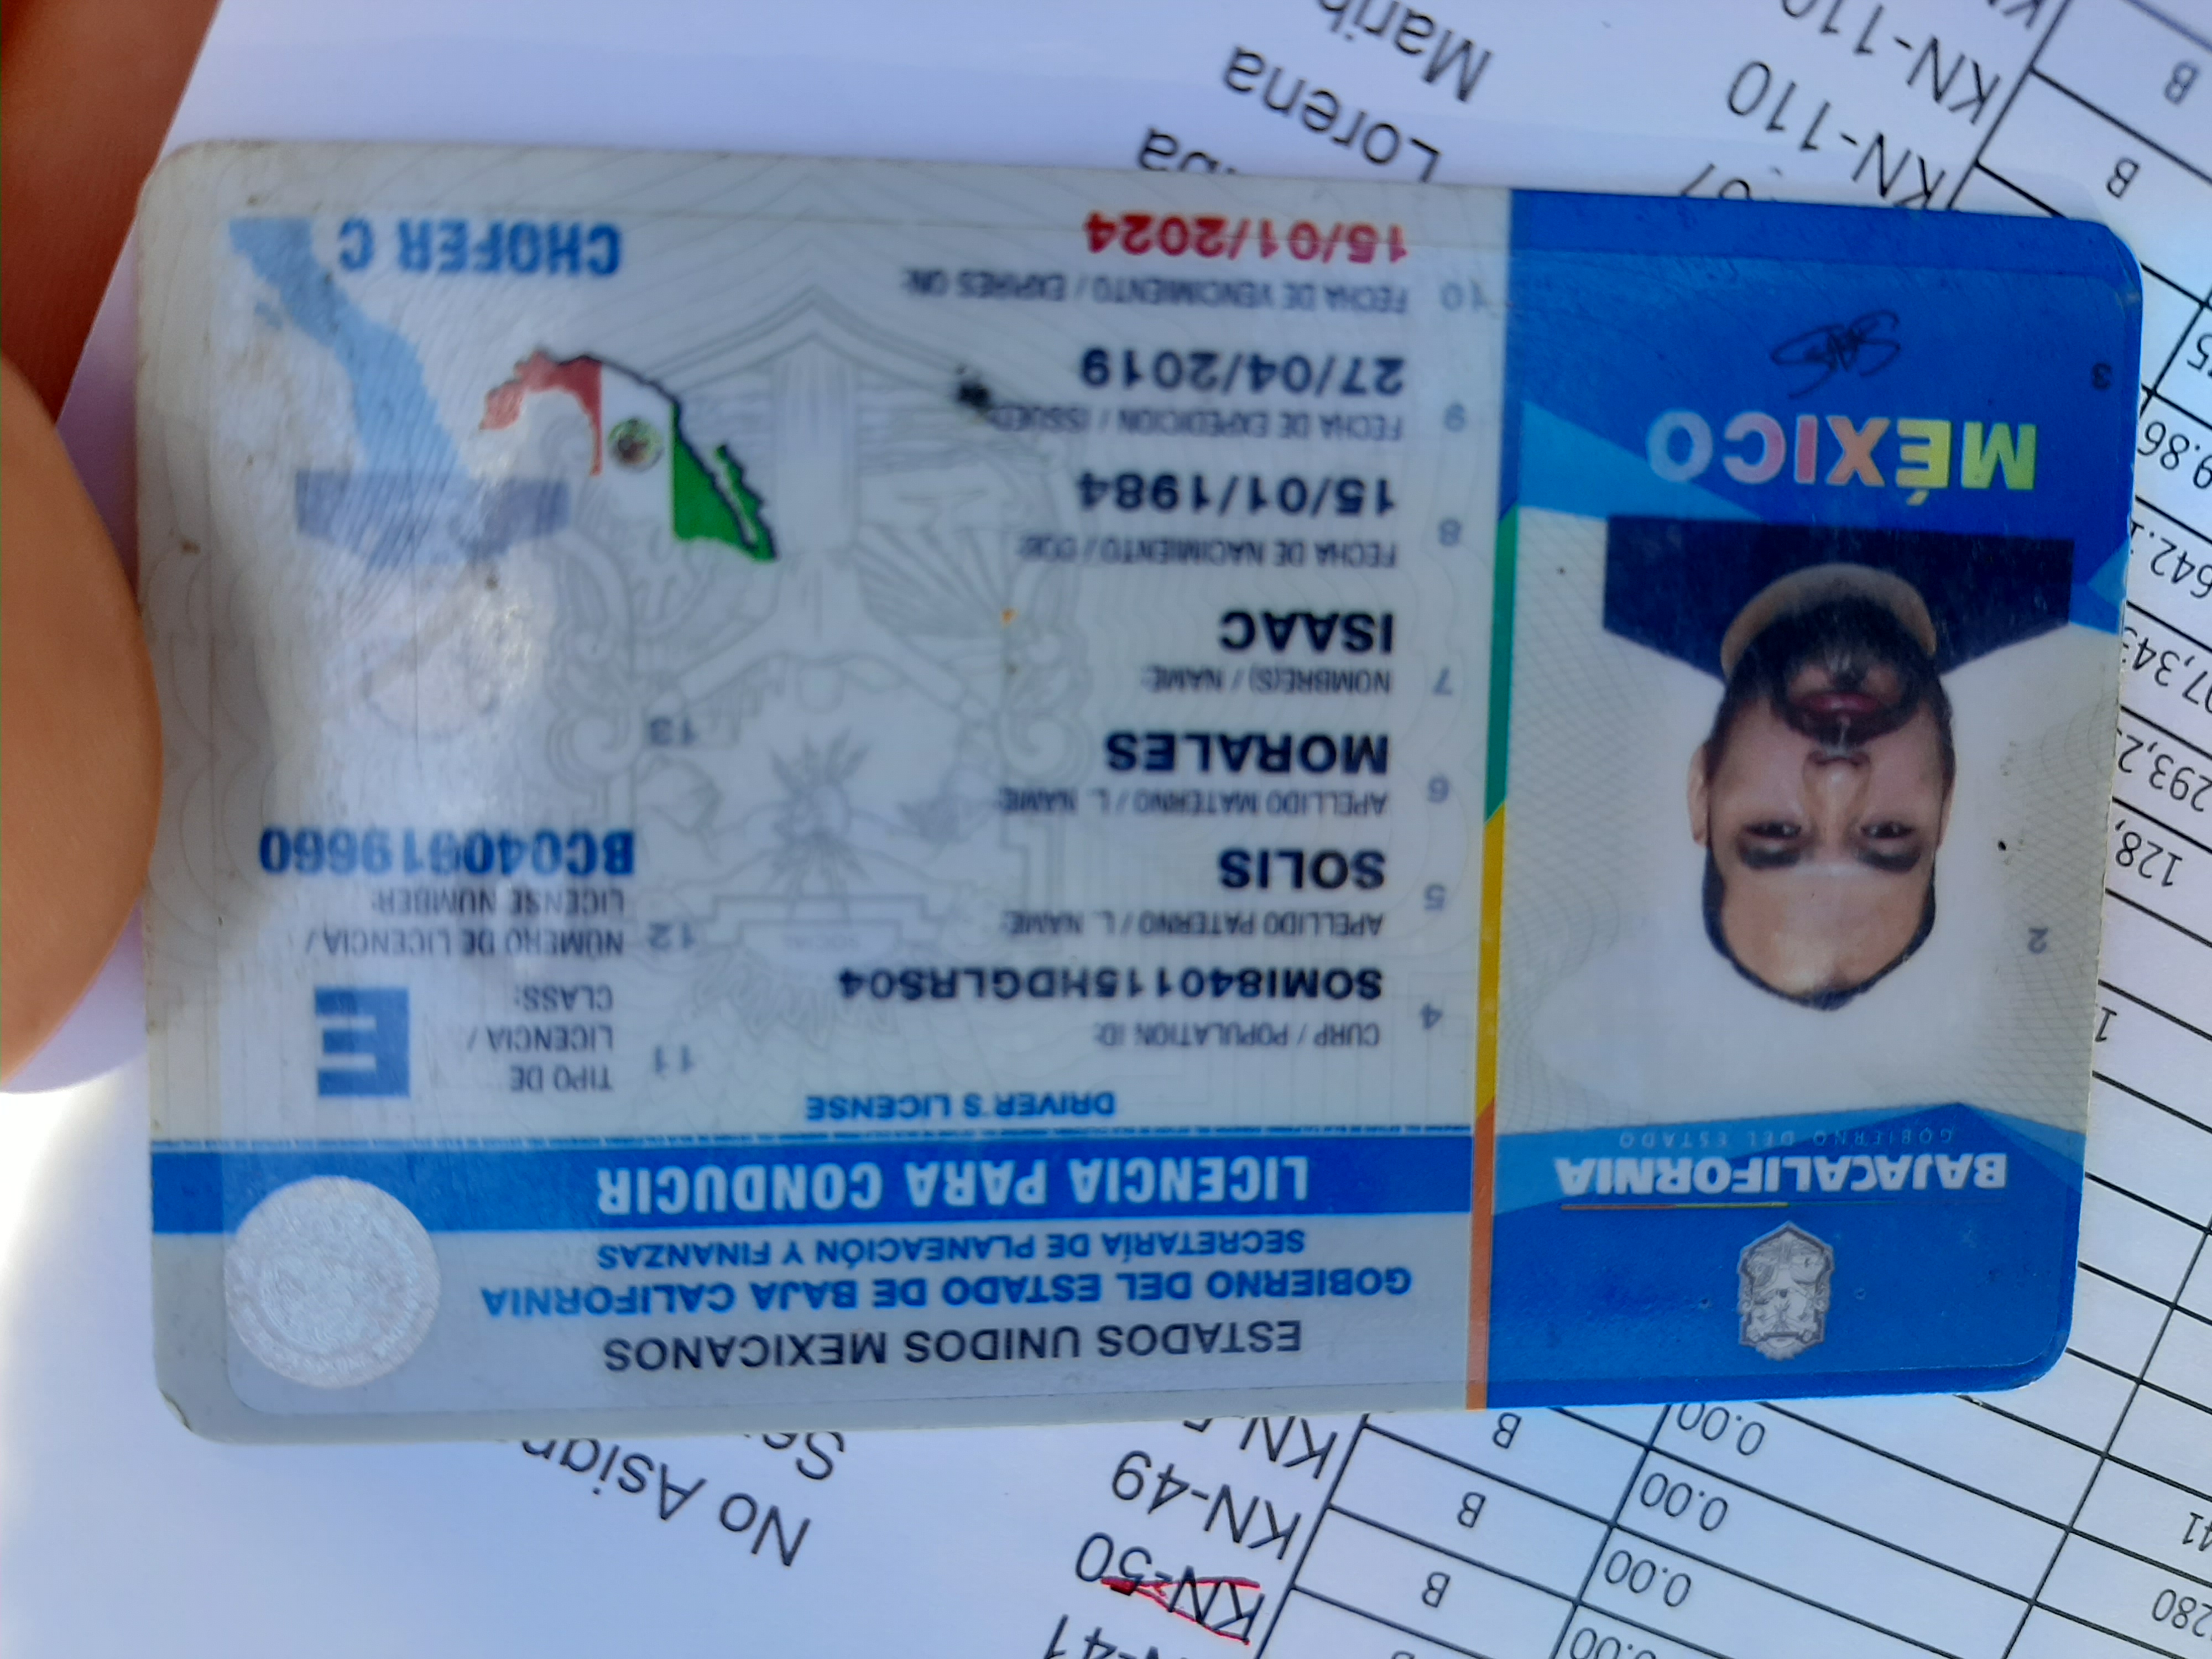 ESTADOS UNIDOS MEXICANOS
GOBIERNO DEL ESTADO DE BAJA CALIFORNIA
SECRETARÍA DE PLANEACIÓN Y FINANZAS
LICENCIA PARA CONDUCIR
DRIVER'S LICENSE
BAJACALIFORNIA
GOBIERNO DEL ESTADO
2
MÉXICO
3
4 CURP / POPULATION ID:
SOMI840115HDGLRS04
5 APELLIDO PATERNO / L. NAME:
SOLIS
6 APELLIDO MATERNO / L. NAME:
MORALES
7 NOMBRE(S) / NAME:
ISAAC
8 FECHA DE NACIMIENTO / DOB:
15/01/1984
9 FECHA DE EXPEDICION / ISSUED:
27/04/2019
10 FECHA DE VENCIMIENTO / EXPIRES ON:
15/01/2024
11 TIPO DE
LICENCIA /
CLASS:
E
12 NÚMERO DE LICENCIA /
LICENSE NUMBER:
13
CHOFER C
KN-50
KN-49
No
B 0.00
B 0.00
B 0.00
KN-110
KN-110
Lorena
B
B